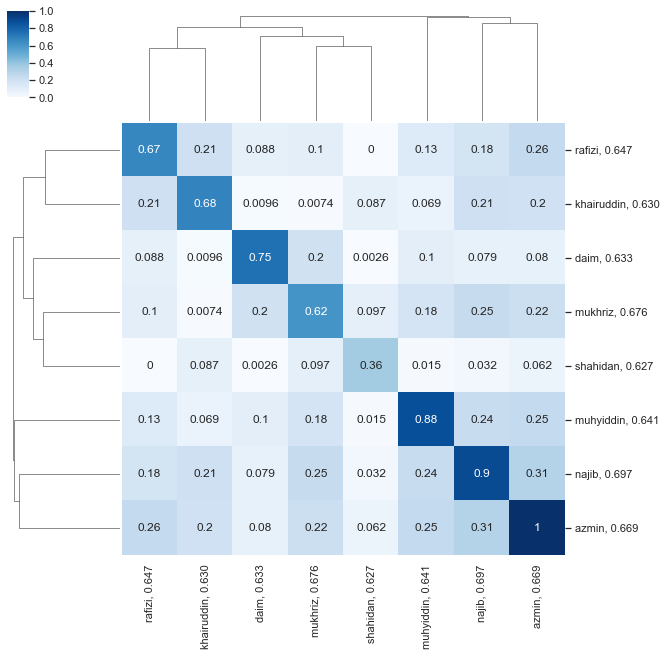 1.0
0.8
0.6
0.4
0.2
0.0
0.67 0.21 0.088 0.1 0 0.13 0.18 0.26 rafizi, 0.647
0.21 0.68 0.0096 0.0074 0.087 0.069 0.21 0.2 khairuddin, 0.630
0.088 0.0096 0.75 0.2 0.0026 0.1 0.079 0.08 daim, 0.633
0.1 0.0074 0.2 0.62 0.097 0.18 0.25 0.22 mukhriz, 0.676
0 0.087 0.0026 0.097 0.36 0.015 0.032 0.062 shahidan, 0.627
0.13 0.069 0.1 0.18 0.015 0.88 0.24 0.25 muhyiddin, 0.641
0.18 0.21 0.079 0.25 0.032 0.24 0.9 0.31 najib, 0.697
0.26 0.2 0.08 0.22 0.062 0.25 0.31 1 azmin, 0.669
rafizi, 0.647
khairuddin, 0.630
daim, 0.633
mukhriz, 0.676
shahidan, 0.627
muhyiddin, 0.641
najib, 0.697
azmin, 0.669